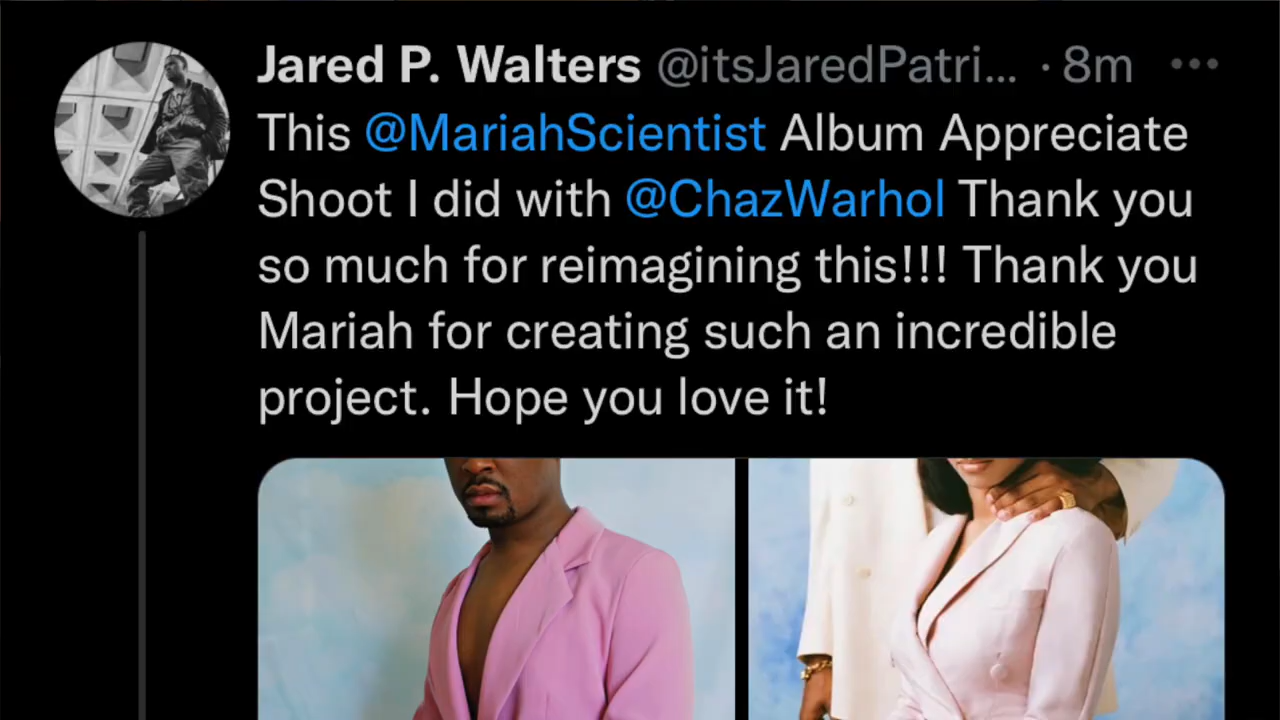 Jared P. Walters @itsJaredPatri... · 8m
This @MariahScientist Album Appreciate
Shoot I did with @ChazWarhol Thank you
so much for reimagining this!!! Thank you
Mariah for creating such an incredible
project. Hope you love it!